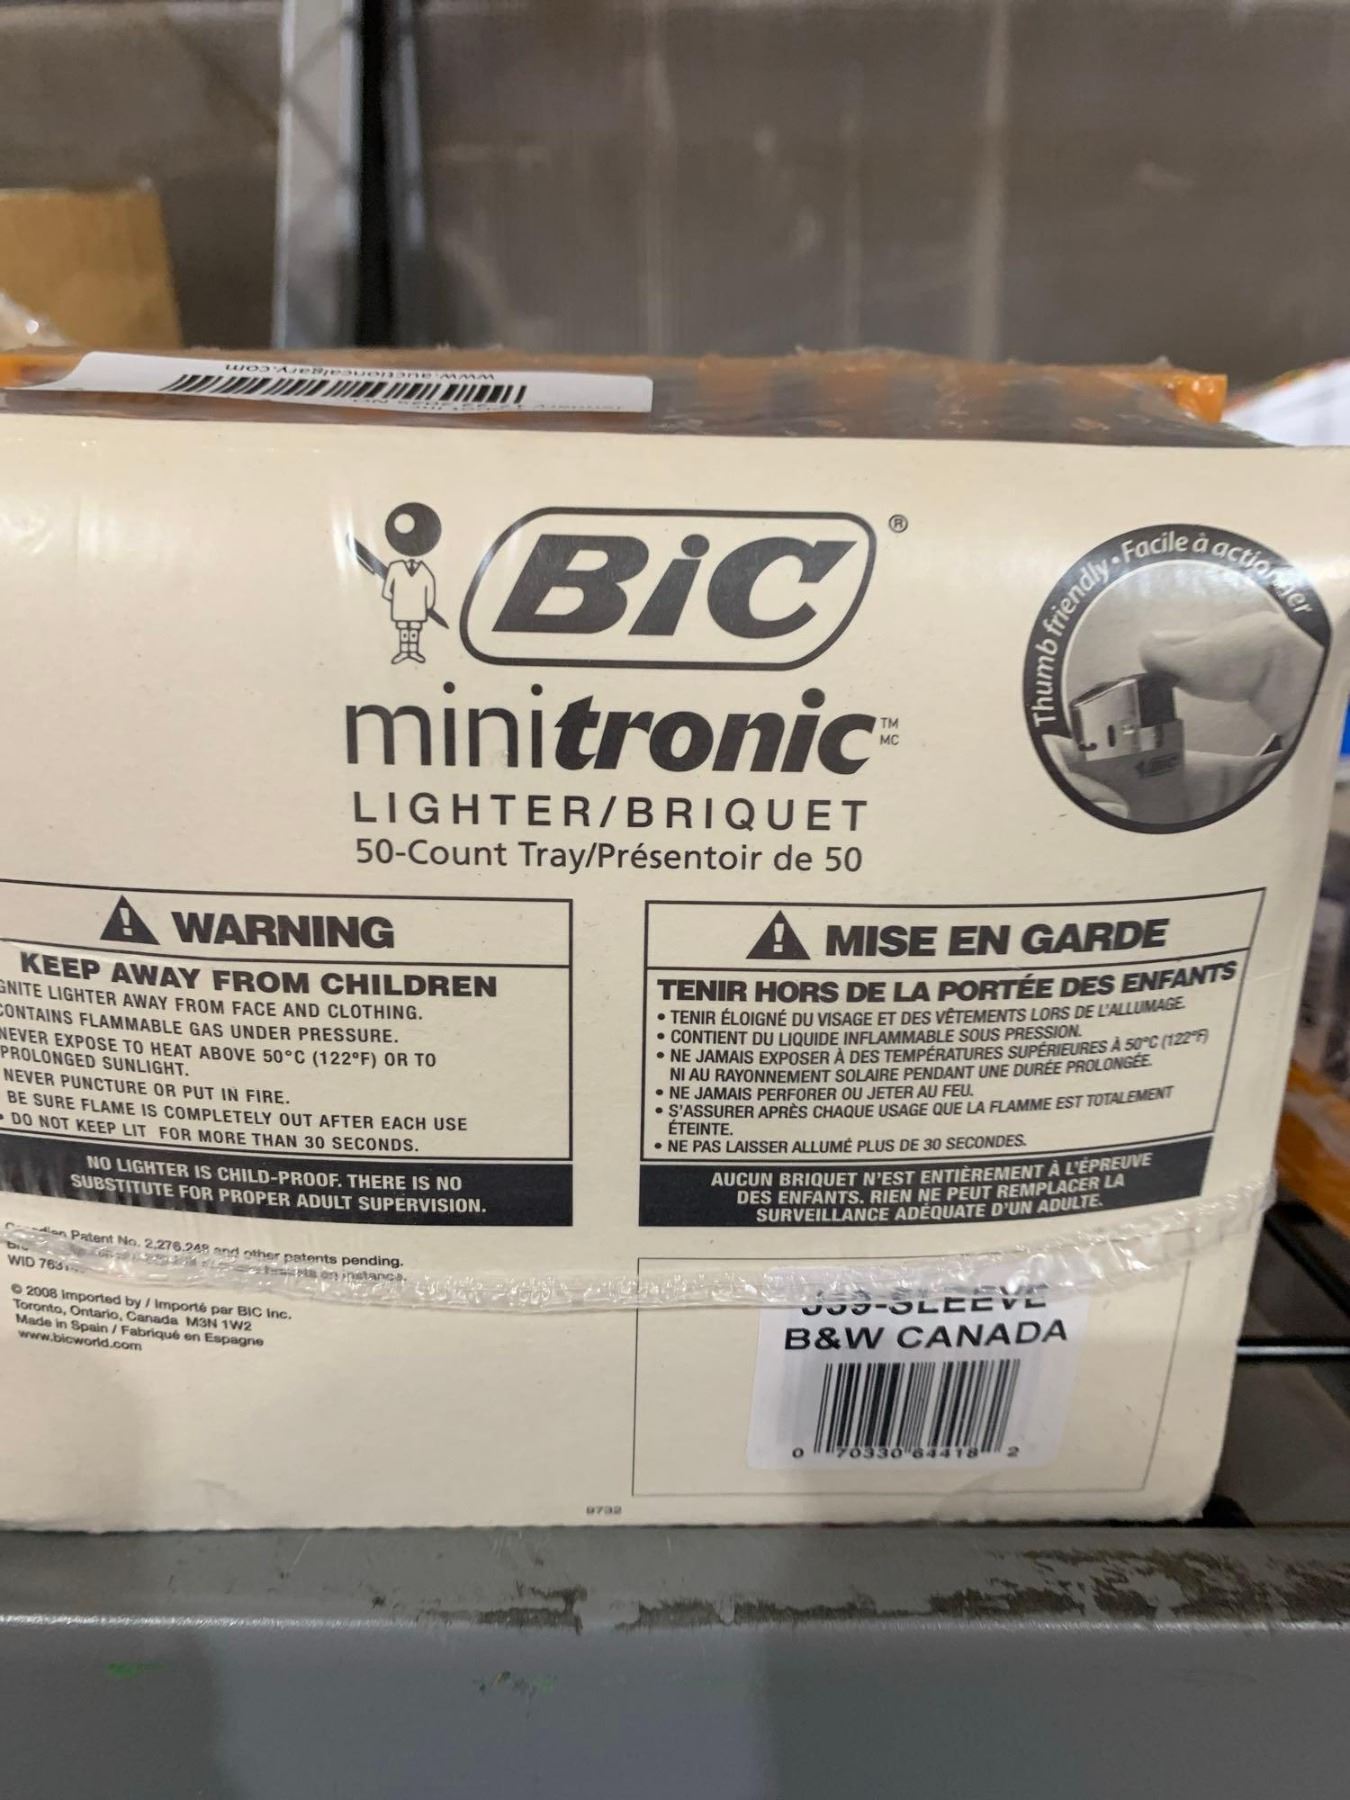 www.auctioncalgary.com
BiC®
minitronic™ MC
LIGHTER/BRIQUET
50-Count Tray/Présentoir de 50
Thumb friendly • Facile à actionner
WARNING
KEEP AWAY FROM CHILDREN
LIGHTER AWAY FROM FACE AND CLOTHING.
CONTAINS FLAMMABLE GAS UNDER PRESSURE.
NEVER EXPOSE TO HEAT ABOVE 50°C (122°F) OR TO
PROLONGED SUNLIGHT.
NEVER PUNCTURE OR PUT IN FIRE.
BE SURE FLAME IS COMPLETELY OUT AFTER EACH USE
• DO NOT KEEP LIT FOR MORE THAN 30 SECONDS.
NO LIGHTER IS CHILD-PROOF. THERE IS NO
SUBSTITUTE FOR PROPER ADULT SUPERVISION.
MISE EN GARDE
TENIR HORS DE LA PORTÉE DES ENFANTS
• TENIR ÉLOIGNÉ DU VISAGE ET DES VÊTEMENTS LORS DE L'ALLUMAGE.
• CONTIENT DU LIQUIDE INFLAMMABLE SOUS PRESSION.
• NE JAMAIS EXPOSER À DES TEMPÉRATURES SUPÉRIEURES À 50°C (122°F)
NI AU RAYONNEMENT SOLAIRE PENDANT UNE DURÉE PROLONGÉE.
• NE JAMAIS PERFORER OU JETER AU FEU.
• S'ASSURER APRÈS CHAQUE USAGE QUE LA FLAMME EST TOTALEMENT
ÉTEINTE.
• NE PAS LAISSER ALLUMÉ PLUS DE 30 SECONDES.
AUCUN BRIQUET N'EST ENTIÈREMENT À L'ÉPREUVE
DES ENFANTS. RIEN NE PEUT REMPLACER LA
SURVEILLANCE ADÉQUATE D'UN ADULTE.
Canadian Patent No. 2,276,248 and other patents pending.
WID
© 2008 Imported by / Importé par BIC Inc.
Toronto, Ontario, Canada M3N 1W2
Made in Spain / Fabriqué en Espagne
www.bicworld.com
-SLEEVE
B&W CANADA
0 70330 64418 2
9732